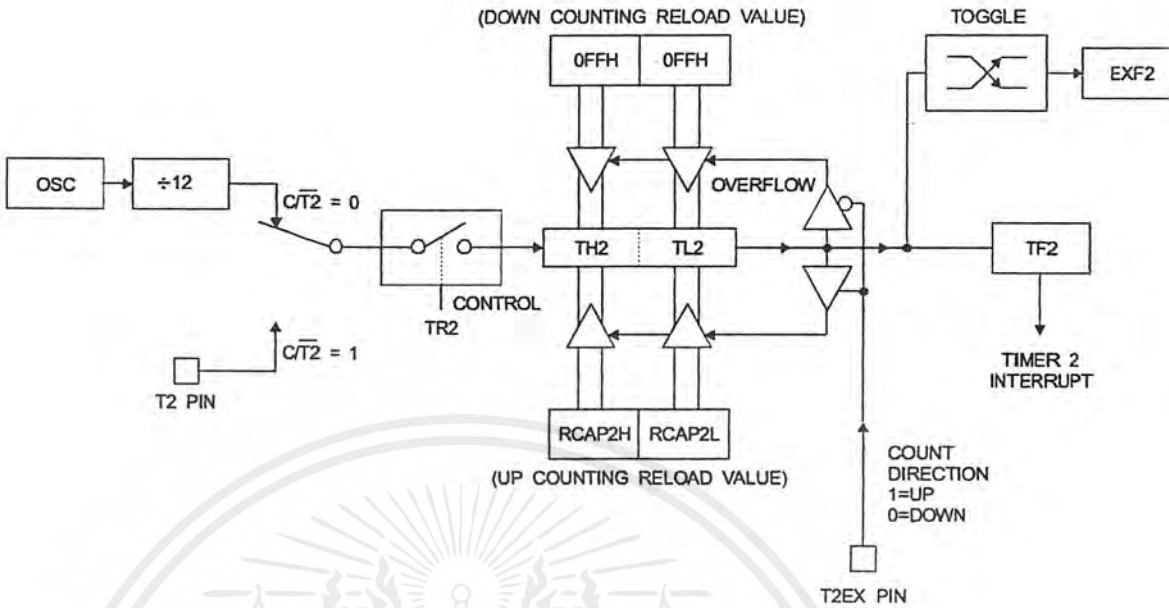 (DOWN COUNTING RELOAD VALUE)
TOGGLE
0FFH 0FFH
EXF2
OSC
÷12
C/T2̅ = 0
OVERFLOW
TH2 TL2
TF2
CONTROL
TR2
C/T2̅ = 1
T2 PIN
TIMER 2
INTERRUPT
RCAP2H RCAP2L
(UP COUNTING RELOAD VALUE)
COUNT
DIRECTION
1=UP
0=DOWN
T2EX PIN